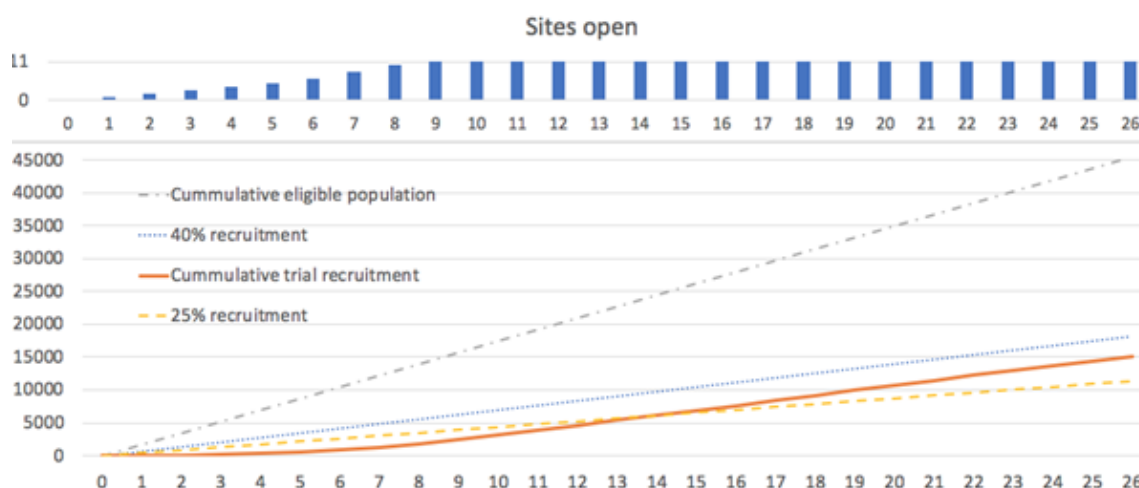 Sites open
11
0
0 1 2 3 4 5 6 7 8 9 10 11 12 13 14 15 16 17 18 19 20 21 22 23 24 25 26
45000
40000
35000
30000
25000
20000
15000
10000
5000
0
Cummulative eligible population
40% recruitment
Cummulative trial recruitment
25% recruitment
0 1 2 3 4 5 6 7 8 9 10 11 12 13 14 15 16 17 18 19 20 21 22 23 24 25 26